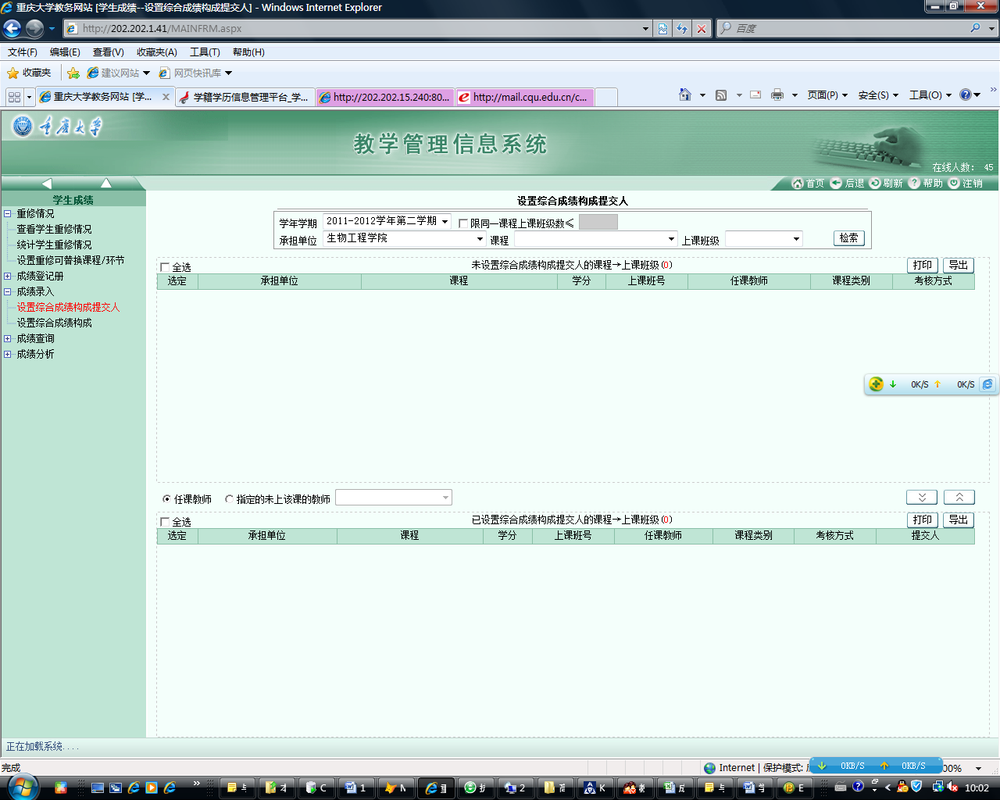 重庆大学教务网站 [学生成绩--设置综合成绩构成提交人] - Windows Internet Explorer
http://202.202.1.41/MAINFRM.aspx
百度
文件(F) 编辑(E) 查看(V) 收藏夹(A) 工具(T) 帮助(H)
收藏夹 建议网站 网页快讯库
重庆大学教务网站 [学... 学籍学历信息管理平台_学... http://202.202.15.240:80... http://mail.cqu.edu.cn/c... 页面(P) 安全(S) 工具(O)
重庆大学
教学管理信息系统
在线人数: 45
首页 后退 刷新 帮助 注销
学生成绩
重修情况
查看学生重修情况
统计学生重修情况
设置重修可替换课程/环节
成绩登记册
成绩录入
设置综合成绩构成提交人
设置综合成绩构成
成绩查询
成绩分析
设置综合成绩构成提交人
学年学期 2011-2012学年第二学期 限同一课程上课班级数≤
承担单位 生物工程学院 课程 上课班级 检索
全选 未设置综合成绩构成提交人的课程→上课班级(0) 打印 导出
选定 承担单位 课程 学分 上课班号 任课教师 课程类别 考核方式
0K/S 0K/S
任课教师 指定的未上该课的教师
全选 已设置综合成绩构成提交人的课程→上课班级(0) 打印 导出
选定 承担单位 课程 学分 上课班号 任课教师 课程类别 考核方式 提交人
正在加载系统....
完成 Internet | 保护模式: 0KB/S 0KB/S 00%
C 1 N 2 K E 10:02